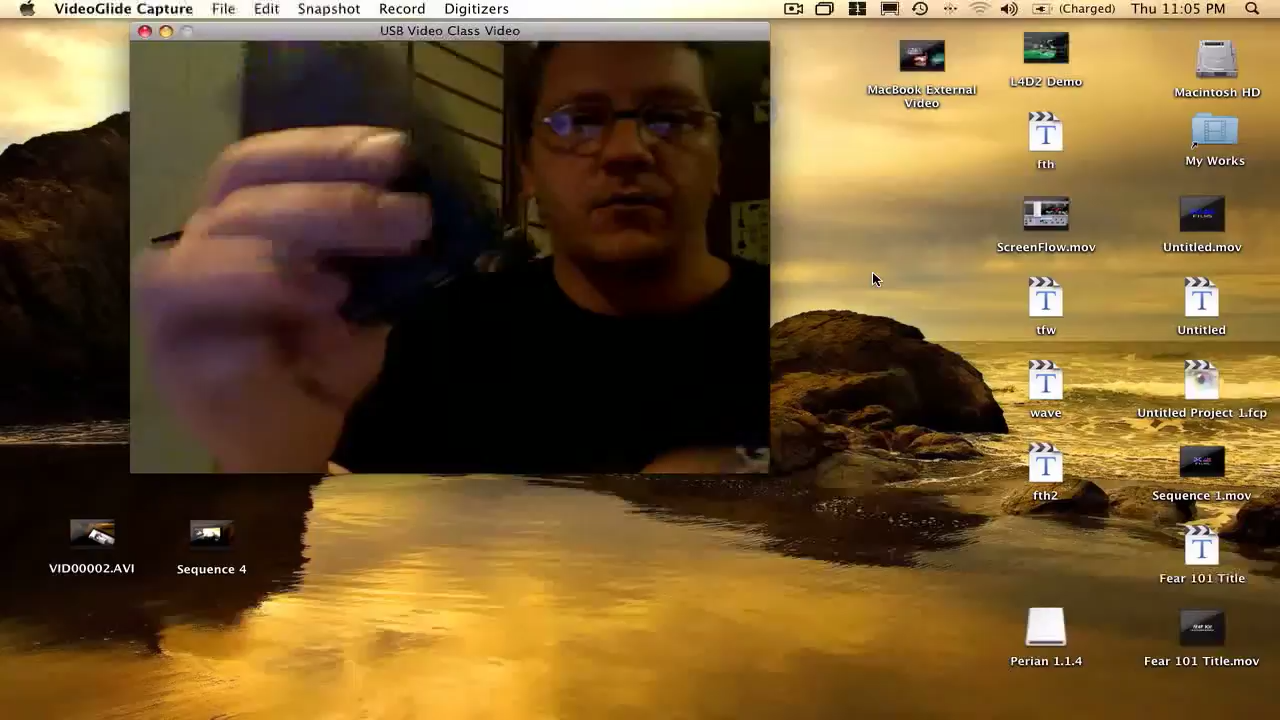 VideoGlide Capture File Edit Snapshot Record Digitizers (Charged) Thu 11:05 PM
USB Video Class Video
MacBook External
Video
L4D2 Demo
Macintosh HD
fth
My Works
ScreenFlow.mov
Untitled.mov
tfw
Untitled
wave
Untitled Project 1.fcp
fth2
Sequence 1.mov
VID00002.AVI
Sequence 4
Fear 101 Title
Perian 1.1.4
Fear 101 Title.mov